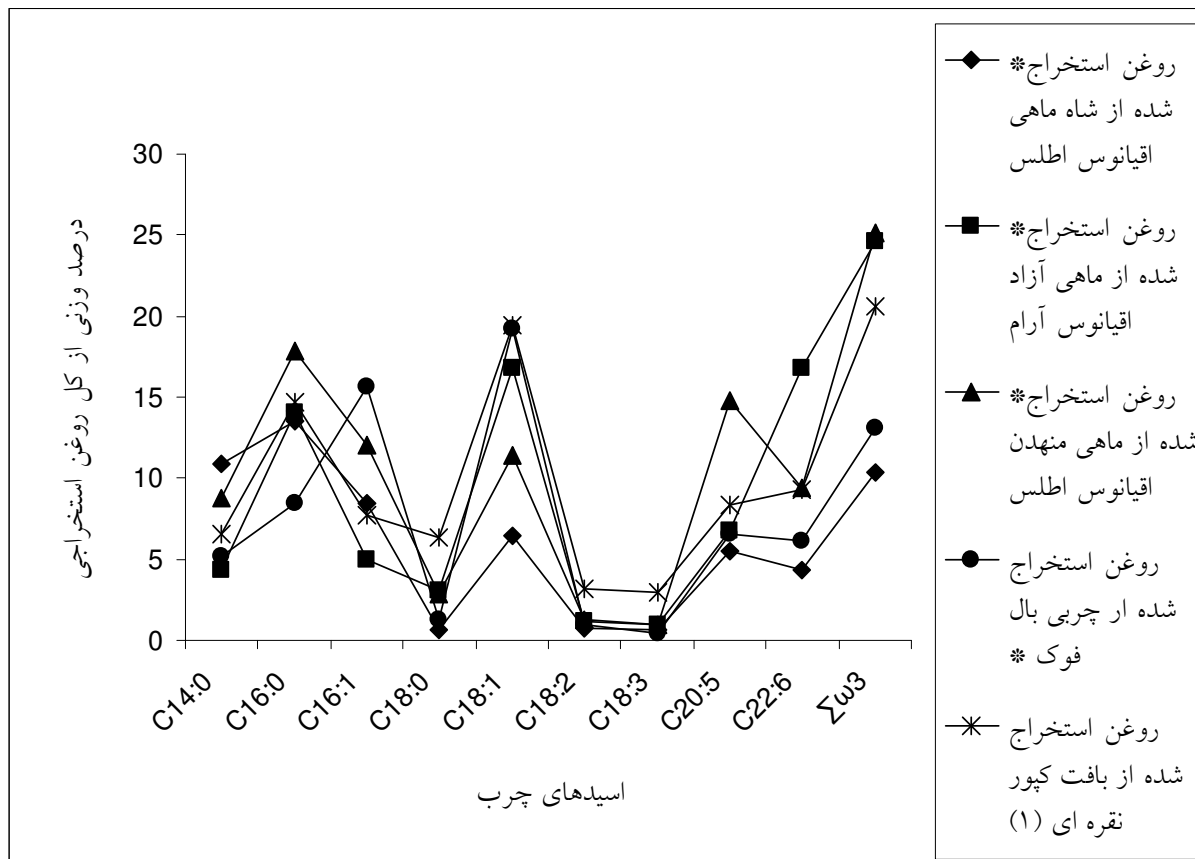 روغن استخراج*
شده از شاه ماهی
اقیانوس اطلس
روغن استخراج*
شده از ماهی آزاد
اقیانوس آرام
روغن استخراج*
شده از ماهی منهدن
اقیانوس اطلس
روغن استخراج
شده ار چربی بال
فوک *
روغن استخراج
شده از بافت کپور
نقره ای (۱)
درصد وزنی از کل روغن استخراجی
30
25
20
15
10
5
0
C14:0
C16:0
C16:1
C18:0
C18:1
C18:2
C18:3
C20:5
C22:6
∑ω3
اسیدهای چرب